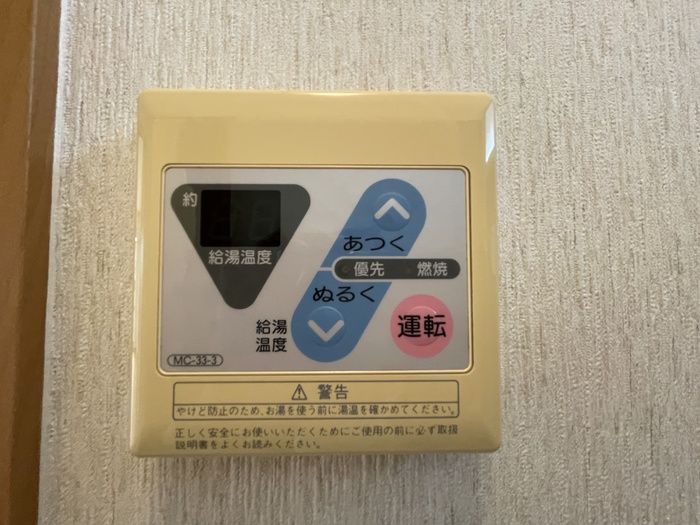 約
給湯温度
あつく
優先 燃焼
ぬるく
給湯
温度
運転
MC-33-3
⚠ 警告
やけど防止のため、お湯を使う前に湯温を確かめてください。
正しく安全にお使いいただくためにご使用の前に必ず取扱
説明書をよくお読みください。